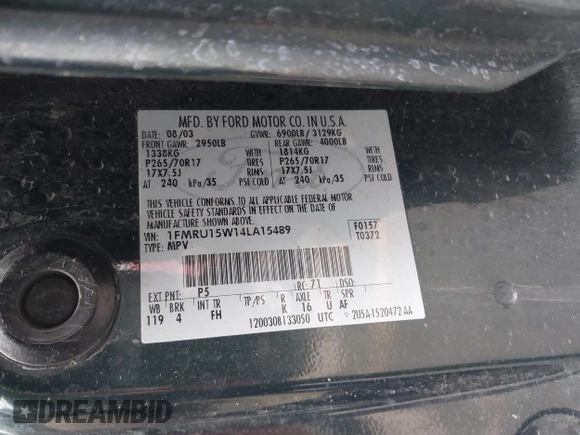 MFD. BY FORD MOTOR CO. IN U.S.A.
DATE 08/03 GVWR: 6900LB/3129KG
FRONT GAWR: 2950LB REAR GAWR: 4000LB
1338KG 1814KG
P265/70R17 TIRES P265/70R17 TIRES
17X7.5J RIMS 17X7.5J RIMS
AT 240 kPa/35 PSI COLD AT 240 kPa/35 PSI COLD
Ford
THIS VEHICLE CONFORMS TO ALL APPLICABLE FEDERAL MOTOR
VEHICLE SAFETY STANDARDS IN EFFECT ON THE DATE OF
MANUFACTURE SHOWN ABOVE.
VIN: 1FMRU15W14LA15489 F0157
TYPE: MPV T0372
EXT PNT: P5 RC: 71 DSO:
WB BRK INT TR TP/PS R AXLE TR SPR
119 4 FH K 16 U AF
1200308133050 UTC 2U5A-1520472-AA
DREAMBID